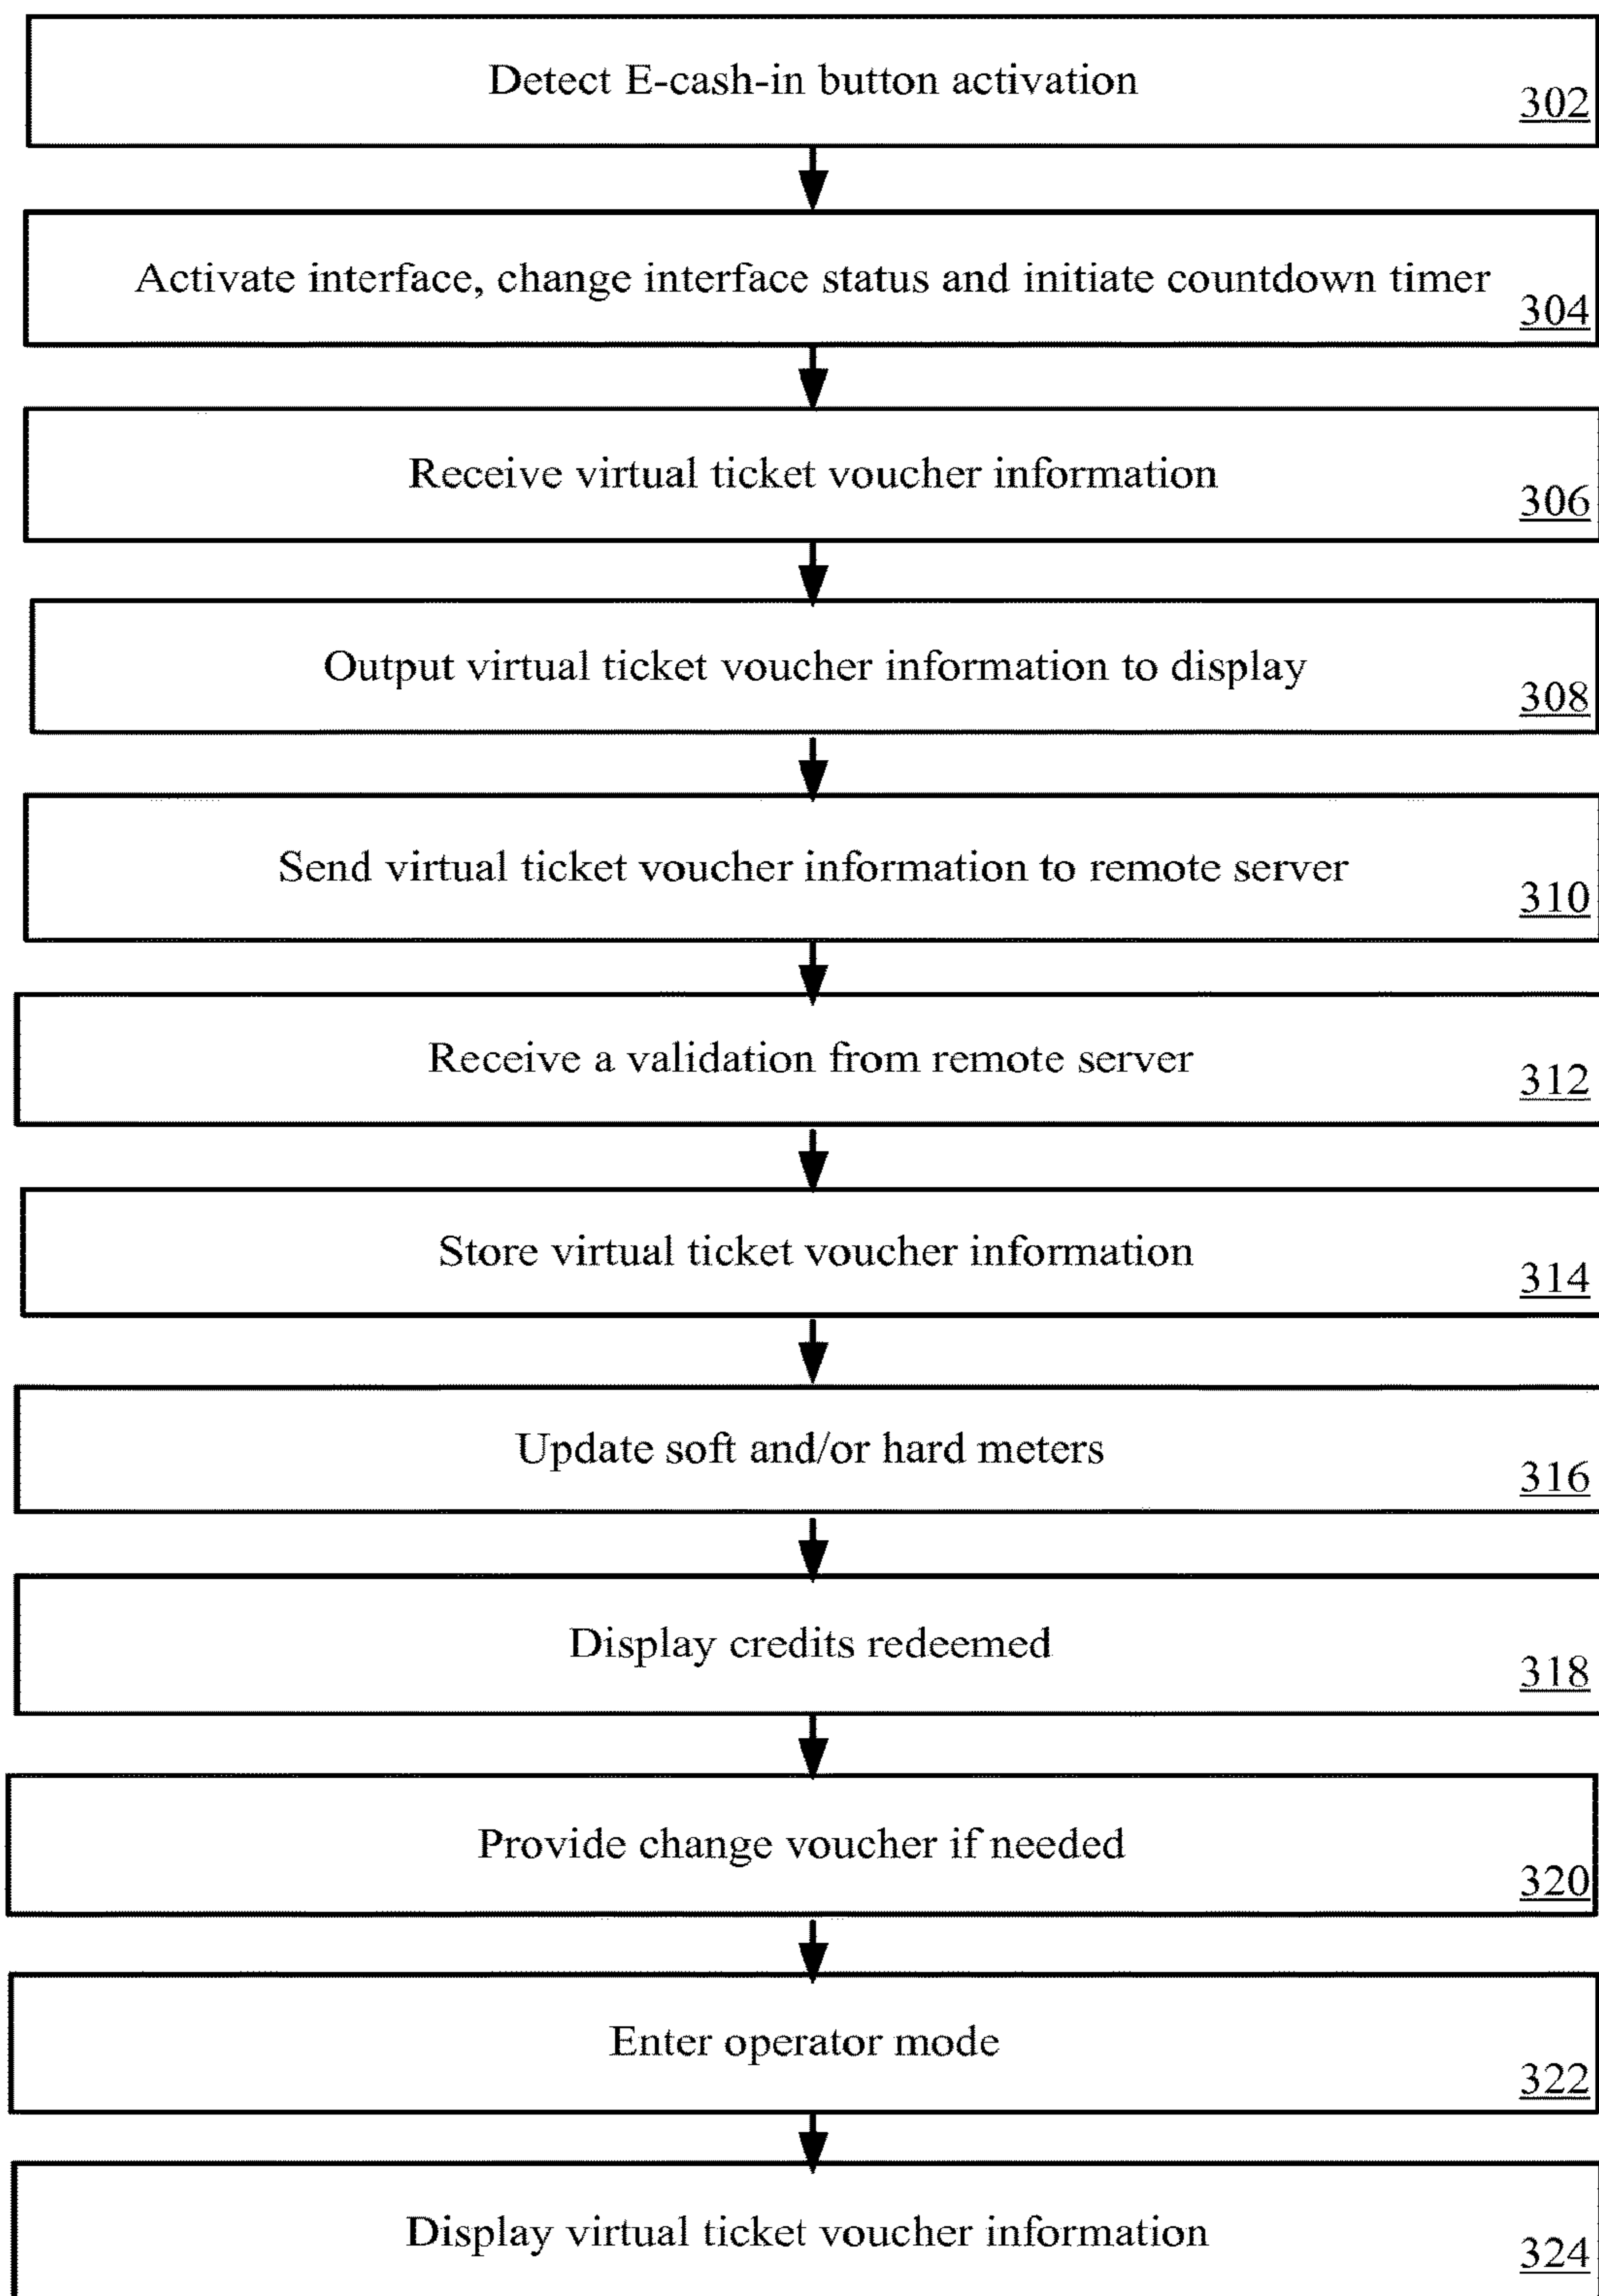 Detect E-cash-in button activation
302
Activate interface, change interface status and initiate countdown timer
304
Receive virtual ticket voucher information
306
Output virtual ticket voucher information to display
308
Send virtual ticket voucher information to remote server
310
Receive a validation from remote server
312
Store virtual ticket voucher information
314
Update soft and/or hard meters
316
Display credits redeemed
318
Provide change voucher if needed
320
Enter operator mode
322
Display virtual ticket voucher information
324